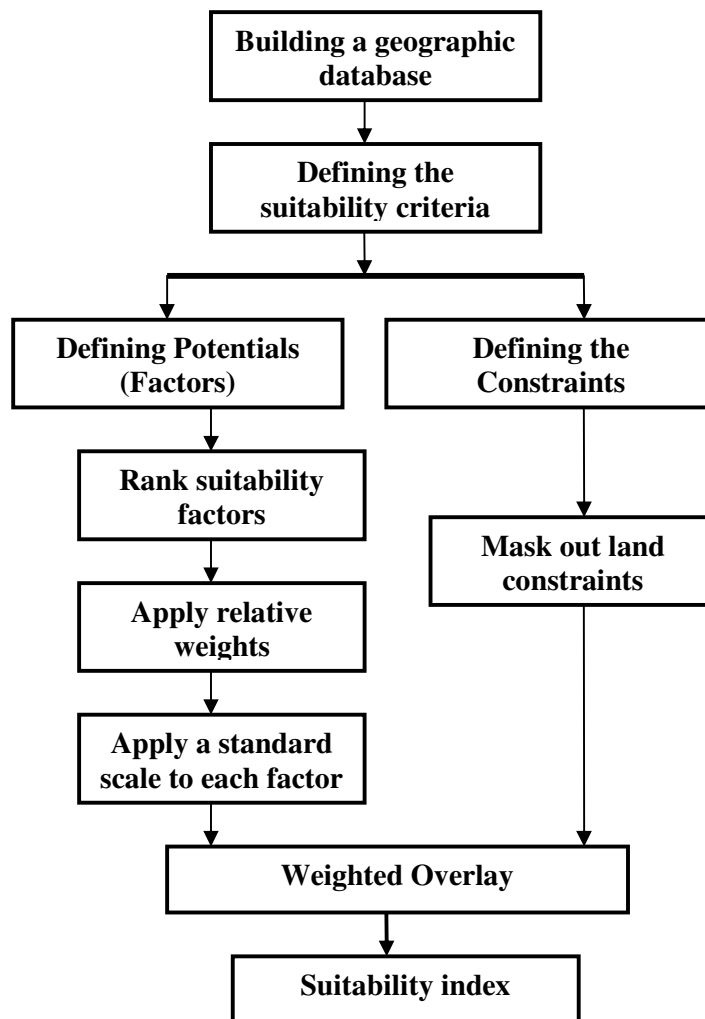 Building a geographic
database
Defining the
suitability criteria
Defining Potentials
(Factors)
Defining the
Constraints
Rank suitability
factors
Mask out land
constraints
Apply relative
weights
Apply a standard
scale to each factor
Weighted Overlay
Suitability index